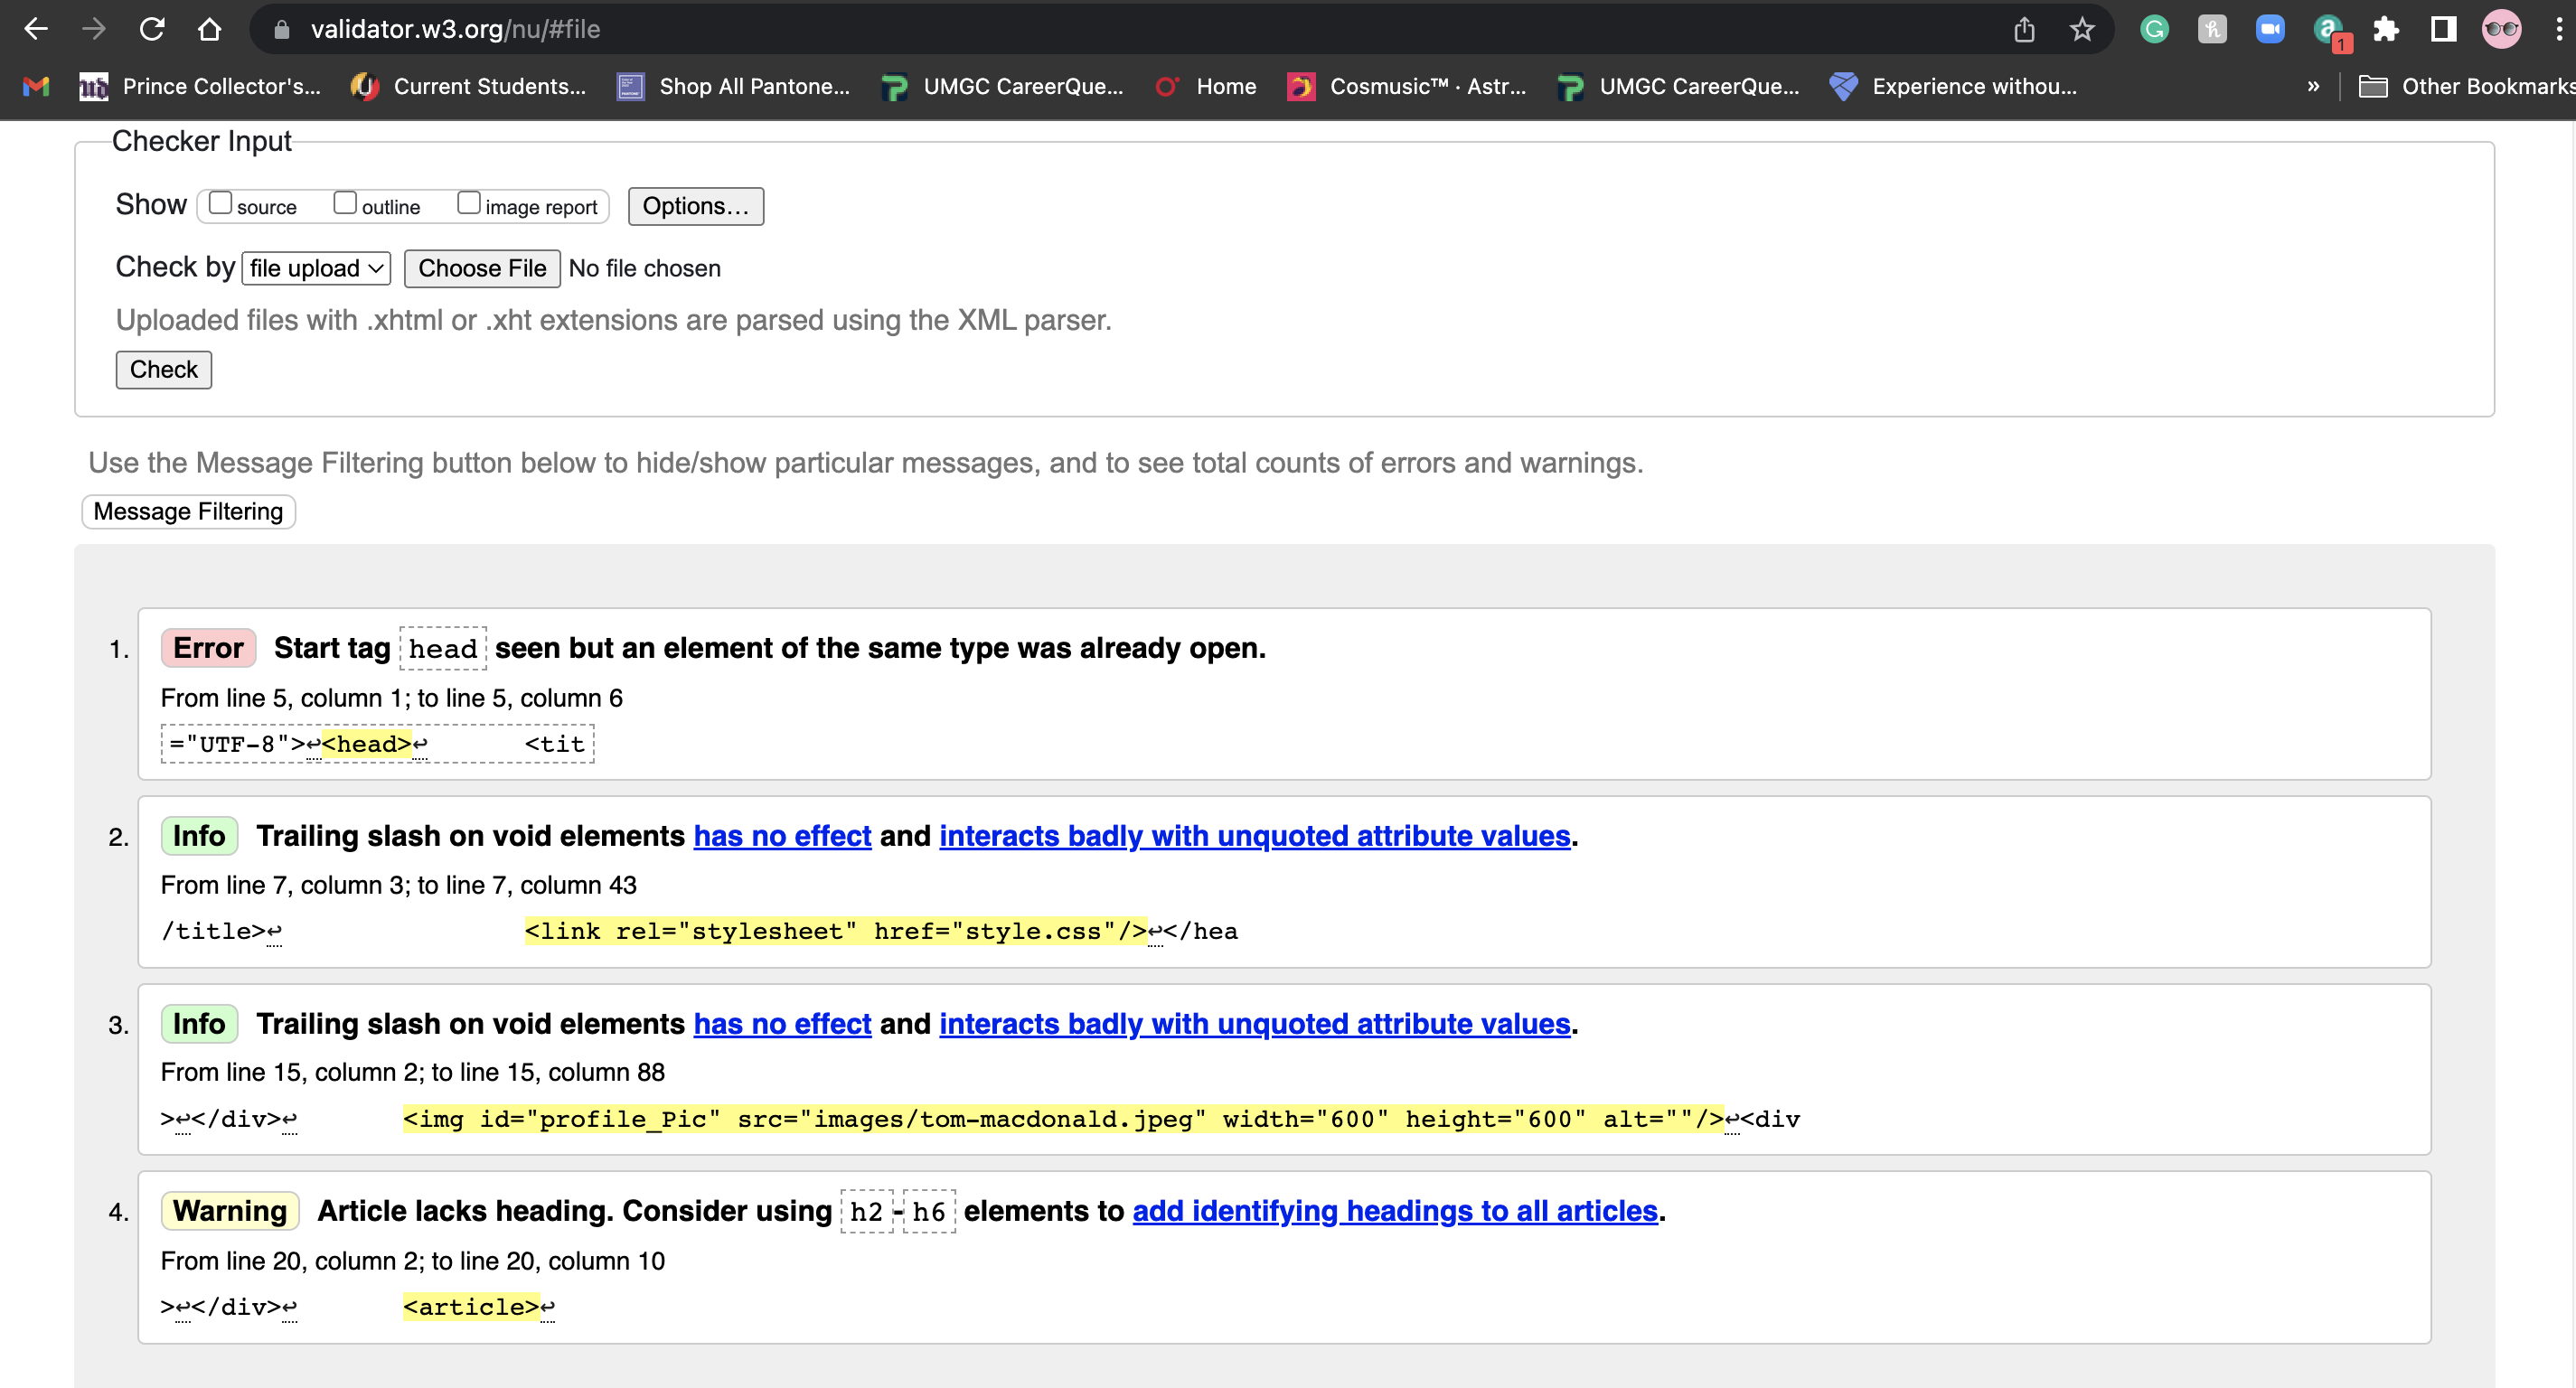 validator.w3.org/nu/#file
1
Prince Collector's... Current Students... Shop All Pantone... UMGC CareerQue... Home Cosmusic™ · Astr... UMGC CareerQue... Experience withou... » Other Bookmarks
Checker Input
Show source outline image report Options...
Check by file upload Choose File No file chosen
Uploaded files with .xhtml or .xht extensions are parsed using the XML parser.
Check
Use the Message Filtering button below to hide/show particular messages, and to see total counts of errors and warnings.
Message Filtering
1. Error Start tag head seen but an element of the same type was already open.
From line 5, column 1; to line 5, column 6
="UTF-8">↩<head>↩ <tit
2. Info Trailing slash on void elements has no effect and interacts badly with unquoted attribute values.
From line 7, column 3; to line 7, column 43
/title>↩ <link rel="stylesheet" href="style.css"/>↩</hea
3. Info Trailing slash on void elements has no effect and interacts badly with unquoted attribute values.
From line 15, column 2; to line 15, column 88
>↩</div>↩ <img id="profile_Pic" src="images/tom-macdonald.jpeg" width="600" height="600" alt=""/>↩<div
4. Warning Article lacks heading. Consider using h2-h6 elements to add identifying headings to all articles.
From line 20, column 2; to line 20, column 10
>↩</div>↩ <article>↩